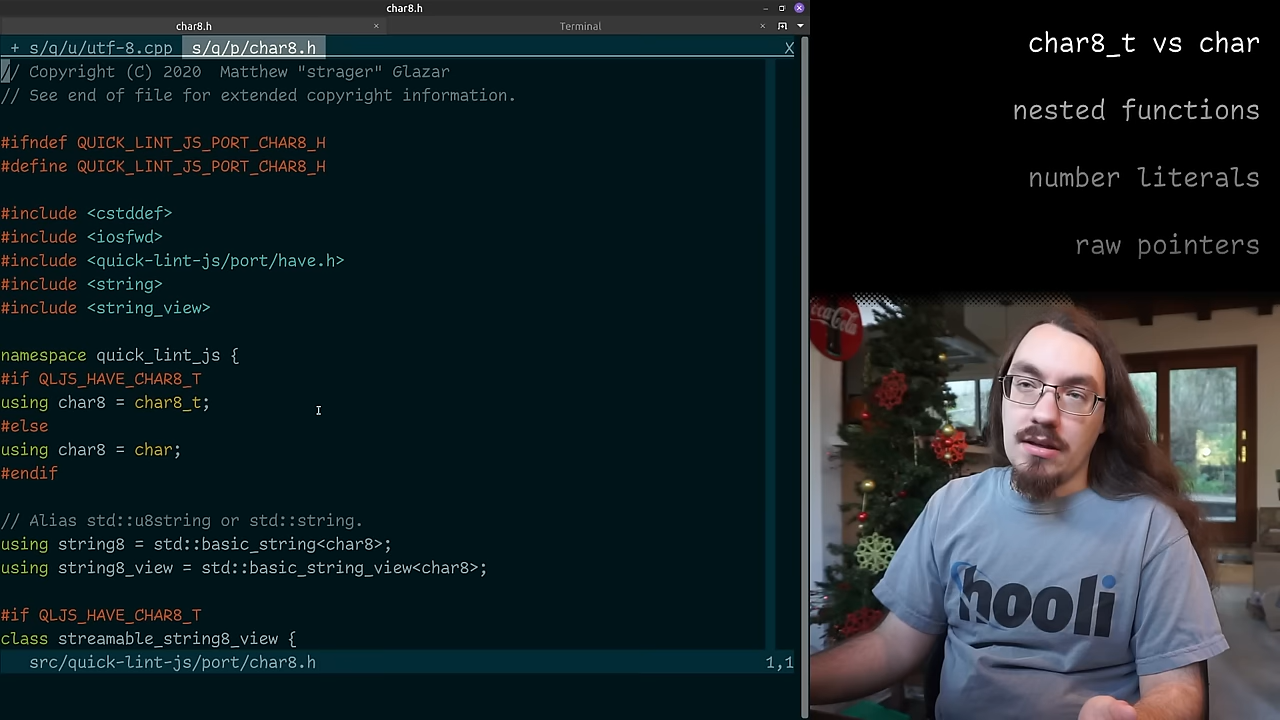 char8.h
char8.h ×
Terminal ×
+ s/q/u/utf-8.cpp s/q/p/char8.h X
// Copyright (C) 2020  Matthew "strager" Glazar
// See end of file for extended copyright information.
#ifndef QUICK_LINT_JS_PORT_CHAR8_H
#define QUICK_LINT_JS_PORT_CHAR8_H
#include <cstddef>
#include <iosfwd>
#include <quick-lint-js/port/have.h>
#include <string>
#include <string_view>
namespace quick_lint_js {
#if QLJS_HAVE_CHAR8_T
using char8 = char8_t;
#else
using char8 = char;
#endif
// Alias std::u8string or std::string.
using string8 = std::basic_string<char8>;
using string8_view = std::basic_string_view<char8>;
#if QLJS_HAVE_CHAR8_T
class streamable_string8_view {
src/quick-lint-js/port/char8.h 1,1
char8_t vs char
nested functions
number literals
raw pointers
Coca-Cola
hooli